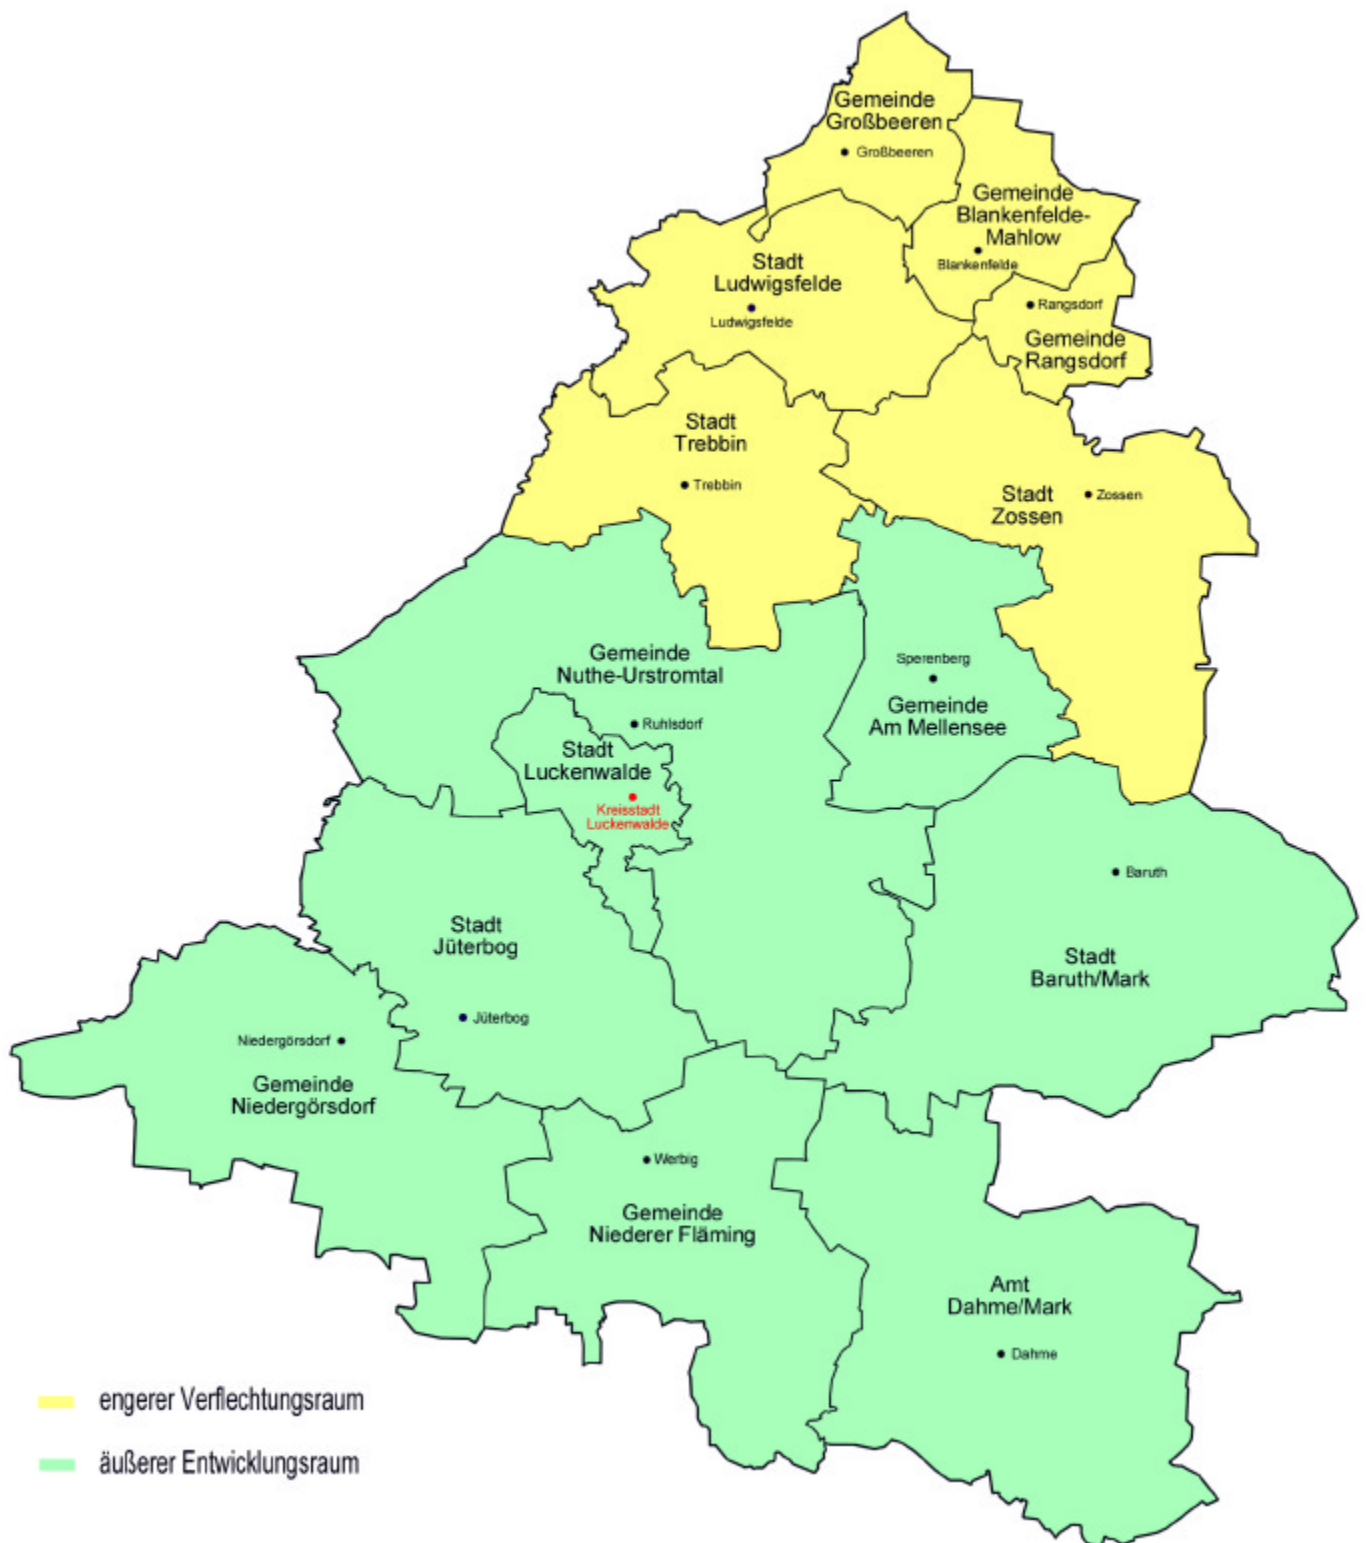 Gemeinde
Großbeeren
Großbeeren
Gemeinde
Blankenfelde-
Mahlow
Blankenfelde
Stadt
Ludwigsfelde
Ludwigsfelde
Rangsdorf
Gemeinde
Rangsdorf
Stadt
Trebbin
Trebbin
Stadt
Zossen
Zossen
Gemeinde
Nuthe-Urstromtal
Ruhlsdorf
Sperenberg
Gemeinde
Am Mellensee
Stadt
Luckenwalde
Kreisstadt
Luckenwalde
Baruth
Stadt
Baruth/Mark
Stadt
Jüterbog
Jüterbog
Niedergörsdorf
Gemeinde
Niedergörsdorf
Werbig
Gemeinde
Niederer Fläming
Amt
Dahme/Mark
Dahme
engerer Verflechtungsraum
äußerer Entwicklungsraum